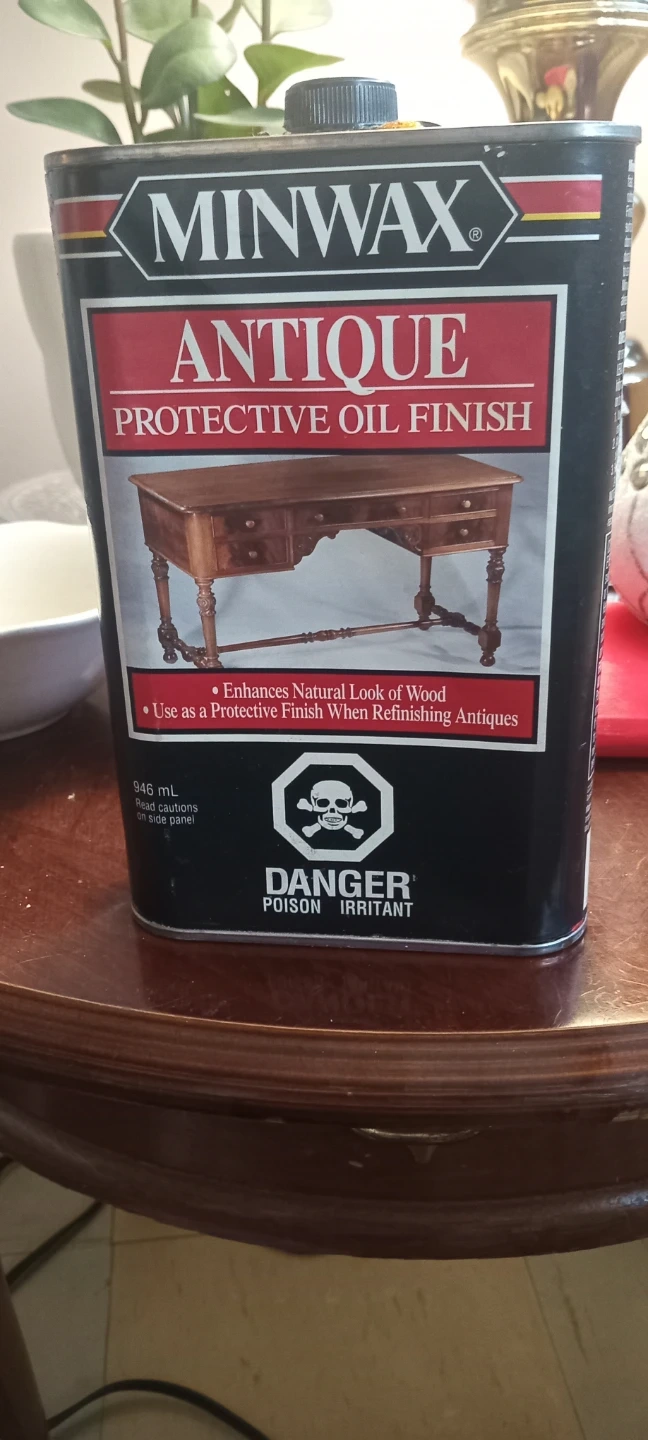 MINWAX®
ANTIQUE
PROTECTIVE OIL FINISH
• Enhances Natural Look of Wood
• Use as a Protective Finish When Refinishing Antiques
946 mL
Read cautions
on side panel
DANGER
POISON IRRITANT